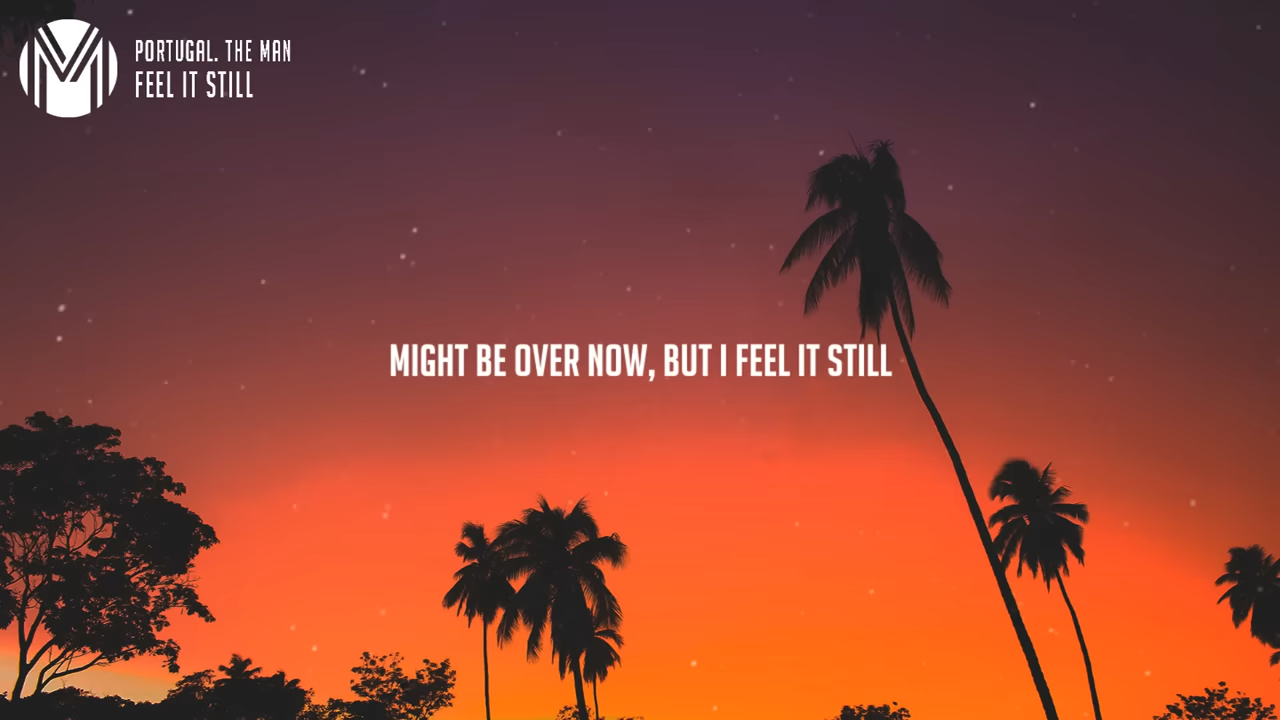 PORTUGAL. THE MAN
FEEL IT STILL
MIGHT BE OVER NOW, BUT I FEEL IT STILL